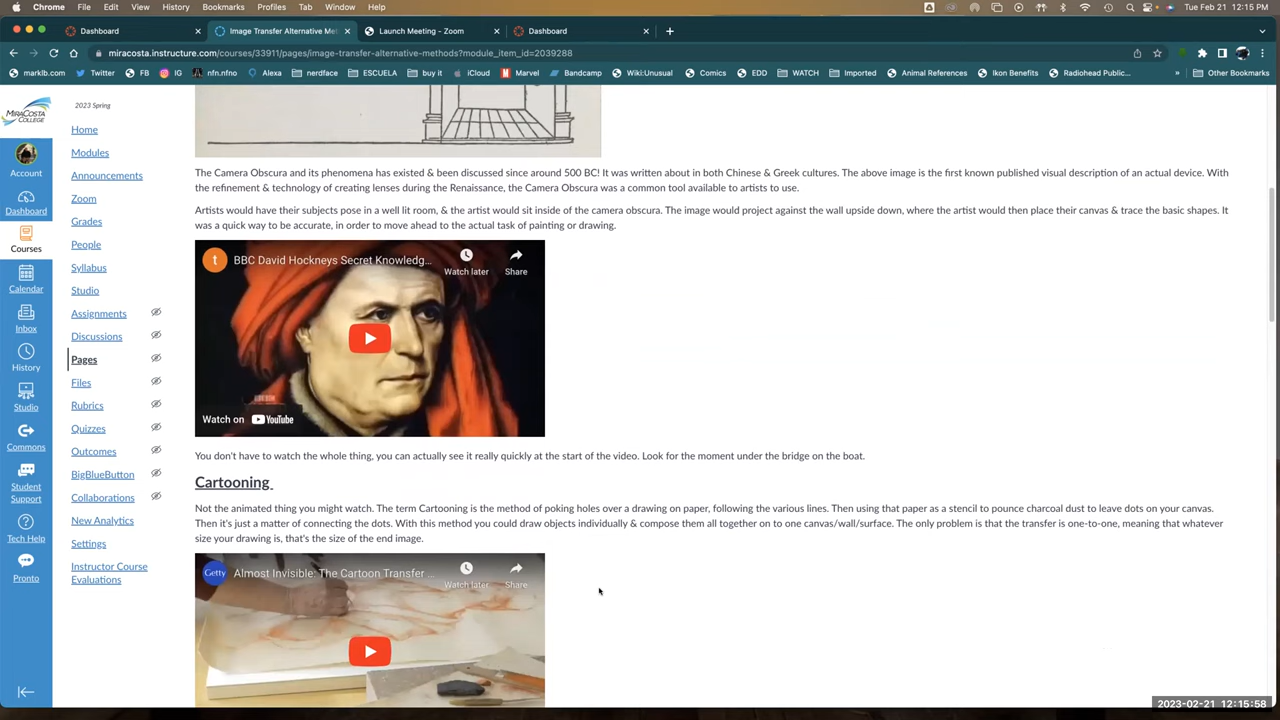 Chrome File Edit View History Bookmarks Profiles Tab Window Help
Tue Feb 21 12:15 PM
Dashboard
Image Transfer Alternative Me
Launch Meeting - Zoom
Dashboard
miracosta.instructure.com/courses/33911/pages/image-transfer-alternative-methods?module_item_id=2039288
marklb.com Twitter FB IG nfn.nfno Alexa nerdface ESCUELA buy it iCloud Marvel Bandcamp Wiki:Unusual Comics EDD WATCH Imported Animal References Ikon Benefits Radiohead Public... » Other Bookmarks
MIRACOSTA
COLLEGE
Account
Dashboard
Courses
Calendar
Inbox
History
Studio
Commons
Student
Support
Tech Help
Pronto
2023 Spring
Home
Modules
Announcements
Zoom
Grades
People
Syllabus
Studio
Assignments
Discussions
Pages
Files
Rubrics
Quizzes
Outcomes
BigBlueButton
Collaborations
New Analytics
Settings
Instructor Course
Evaluations
The Camera Obscura and its phenomena has existed & been discussed since around 500 BC! It was written about in both Chinese & Greek cultures. The above image is the first known published visual description of an actual device. With
the refinement & technology of creating lenses during the Renaissance, the Camera Obscura was a common tool available to artists to use.
Artists would have their subjects pose in a well lit room, & the artist would sit inside of the camera obscura. The image would project against the wall upside down, where the artist would then place their canvas & trace the basic shapes. It
was a quick way to be accurate, in order to move ahead to the actual task of painting or drawing.
t
BBC David Hockneys Secret Knowledg...
Watch later
Share
Watch on YouTube
You don't have to watch the whole thing, you can actually see it really quickly at the start of the video. Look for the moment under the bridge on the boat.
Cartooning
Not the animated thing you might watch. The term Cartooning is the method of poking holes over a drawing on paper, following the various lines. Then using that paper as a stencil to pounce charcoal dust to leave dots on your canvas.
Then it's just a matter of connecting the dots. With this method you could draw objects individually & compose them all together on to one canvas/wall/surface. The only problem is that the transfer is one-to-one, meaning that whatever
size your drawing is, that's the size of the end image.
Getty
Almost Invisible: The Cartoon Transfer ...
Watch later
Share
2023-02-21 12:15:58